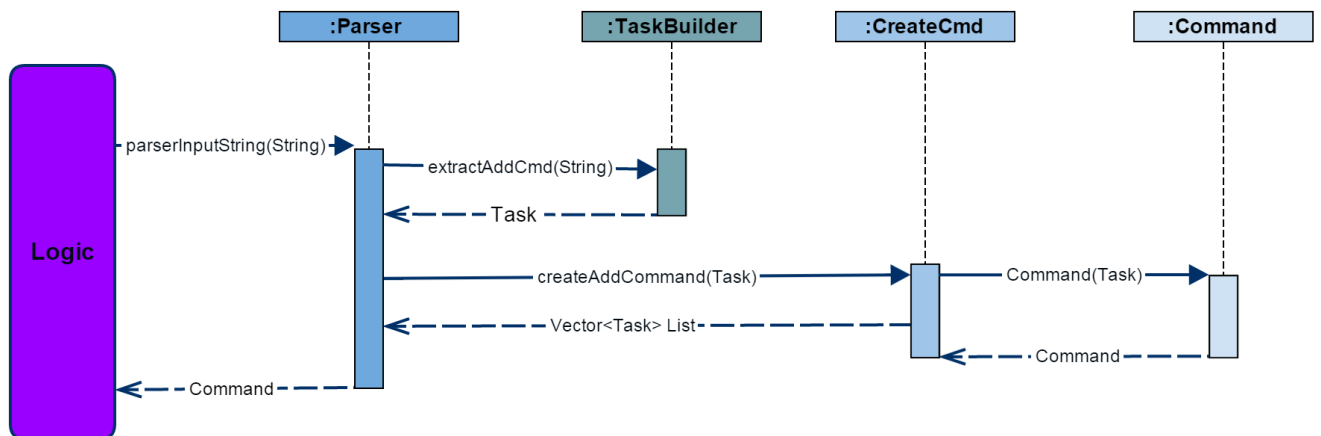 :Parser
:TaskBuilder
:CreateCmd
:Command
parserInputString(String)
extractAddCmd(String)
Task
Logic
createAddCommand(Task)
Command(Task)
Vector<Task> List
Command
Command